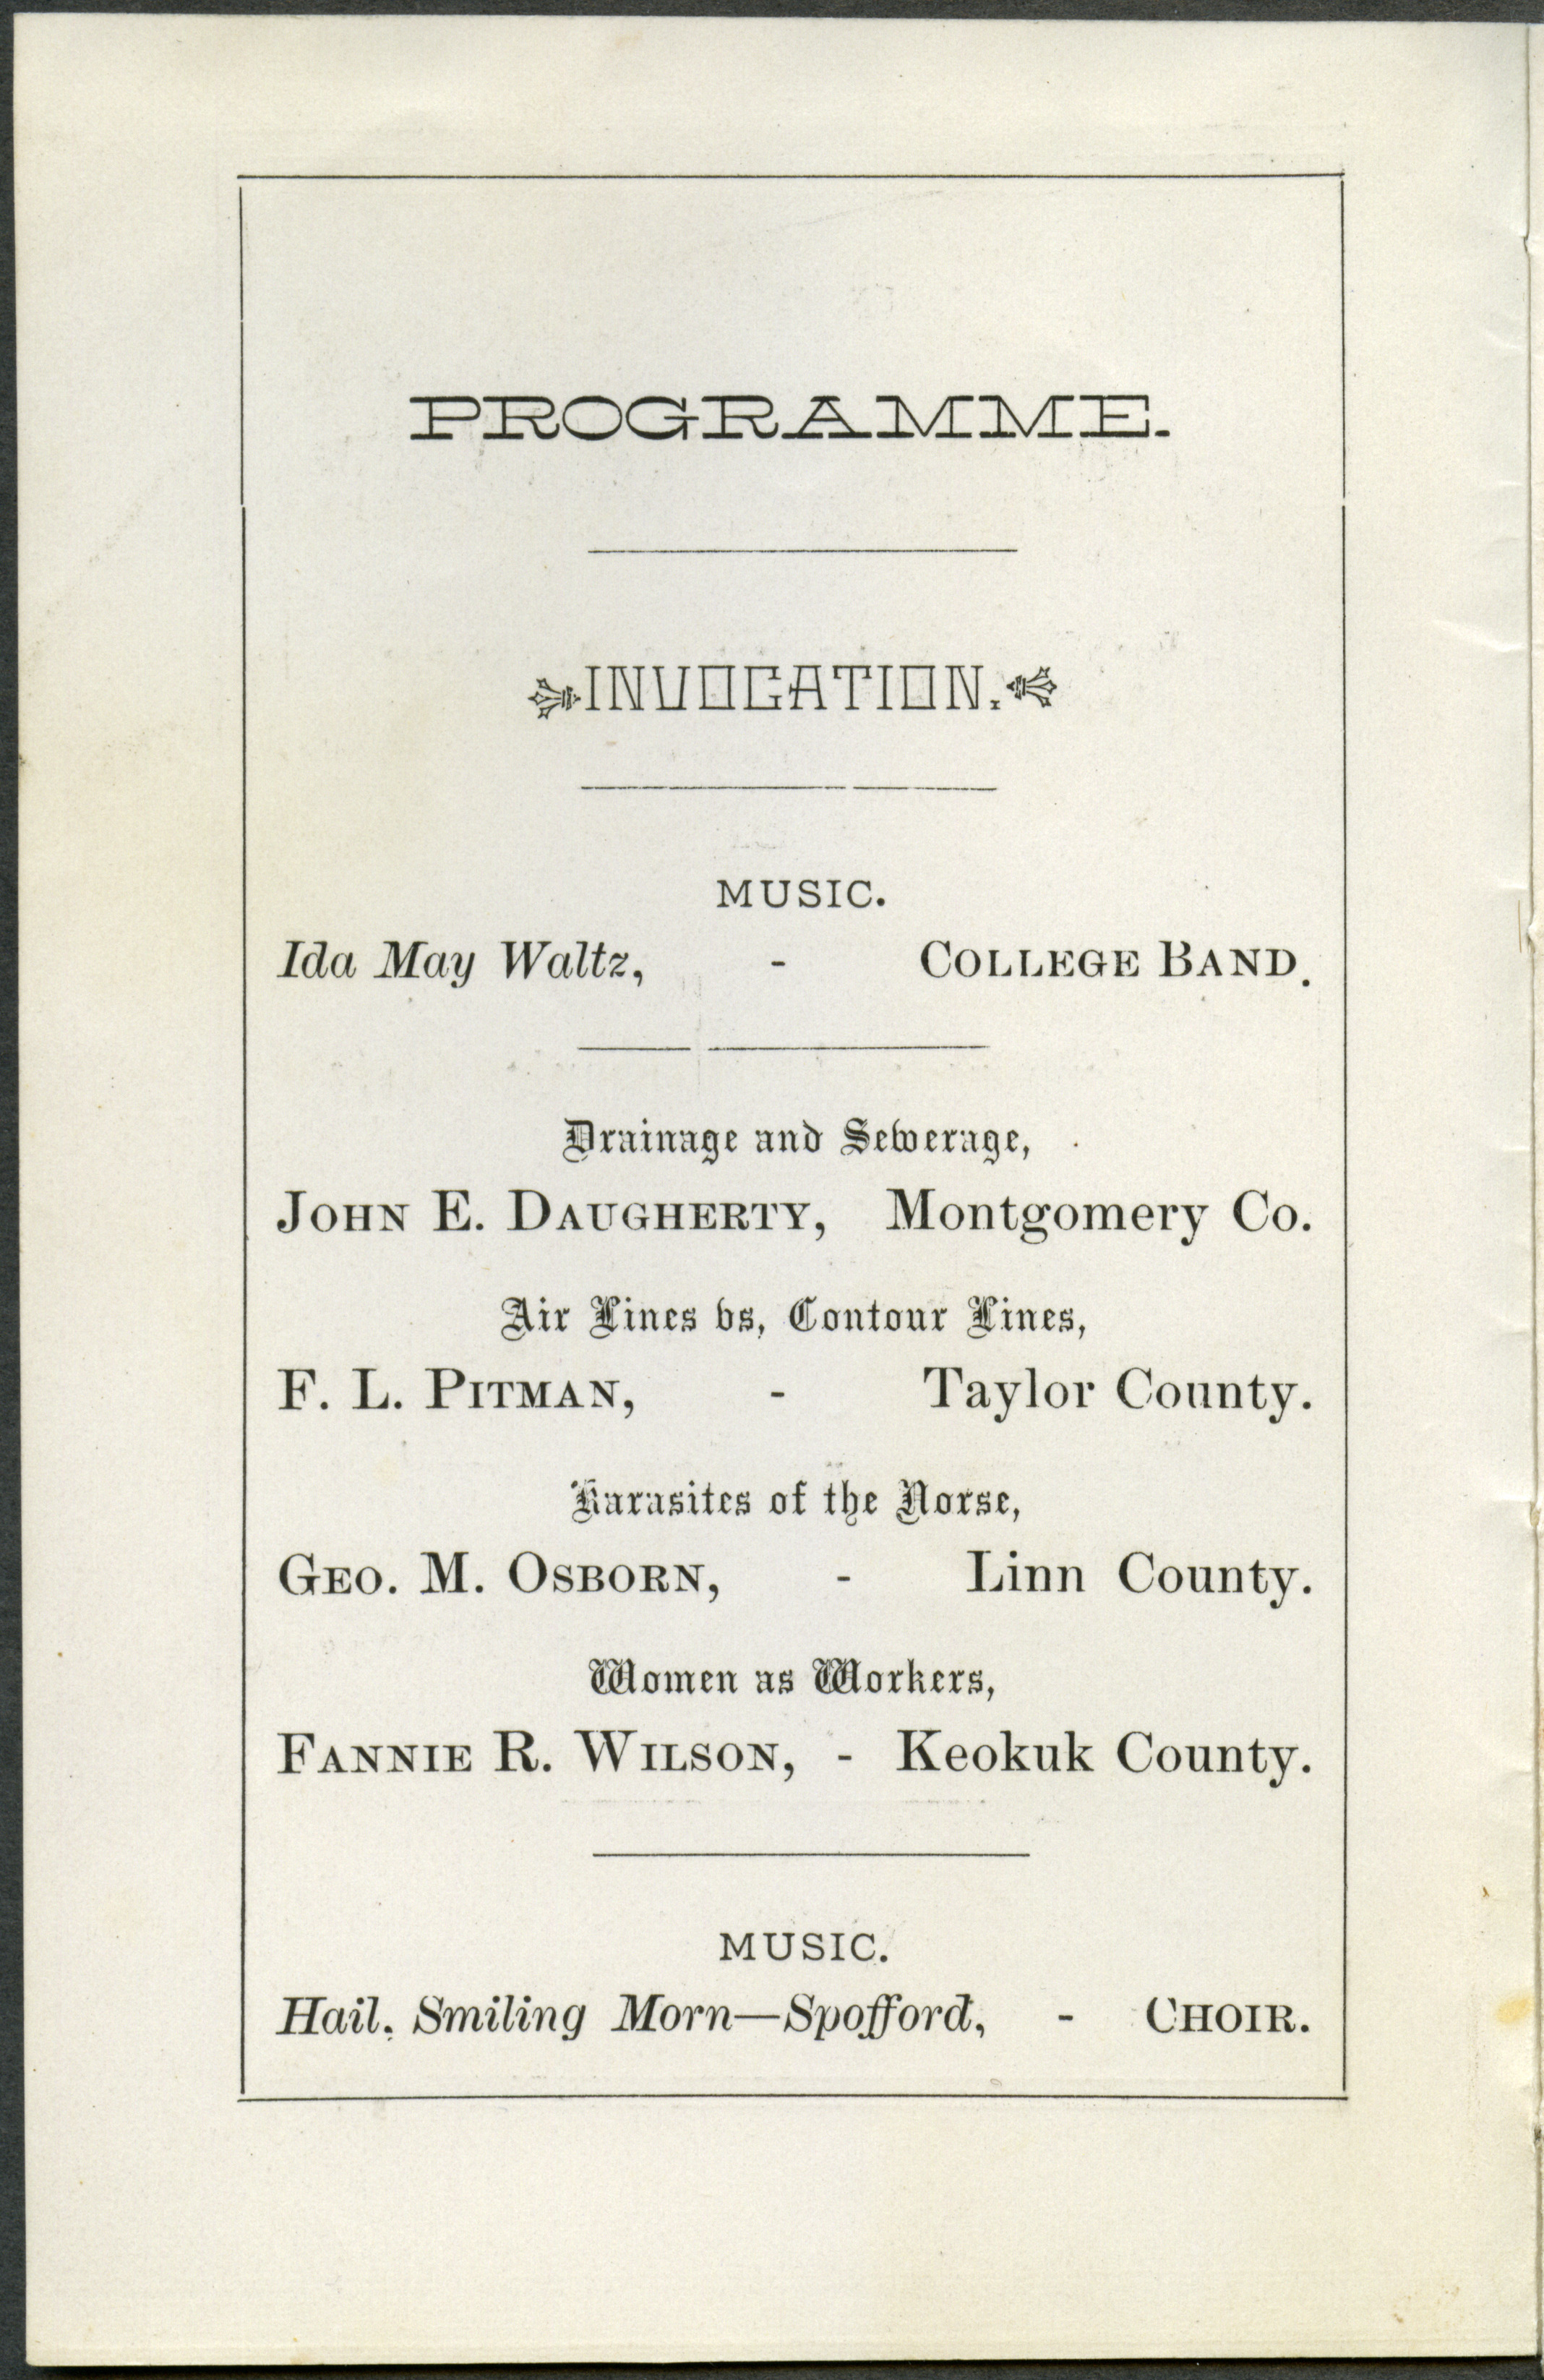 PROGRAMME.
INVOCATION.
MUSIC.
Ida May Waltz, - COLLEGE BAND.
Drainage and Sewerage,
JOHN E. DAUGHERTY, Montgomery Co.
Air Lines vs, Contour Lines,
F. L. PITMAN, - Taylor County.
Parasites of the Horse,
GEO. M. OSBORN, - Linn County.
Women as Workers,
FANNIE R. WILSON, - Keokuk County.
MUSIC.
Hail, Smiling Morn—Spofford, - CHOIR.